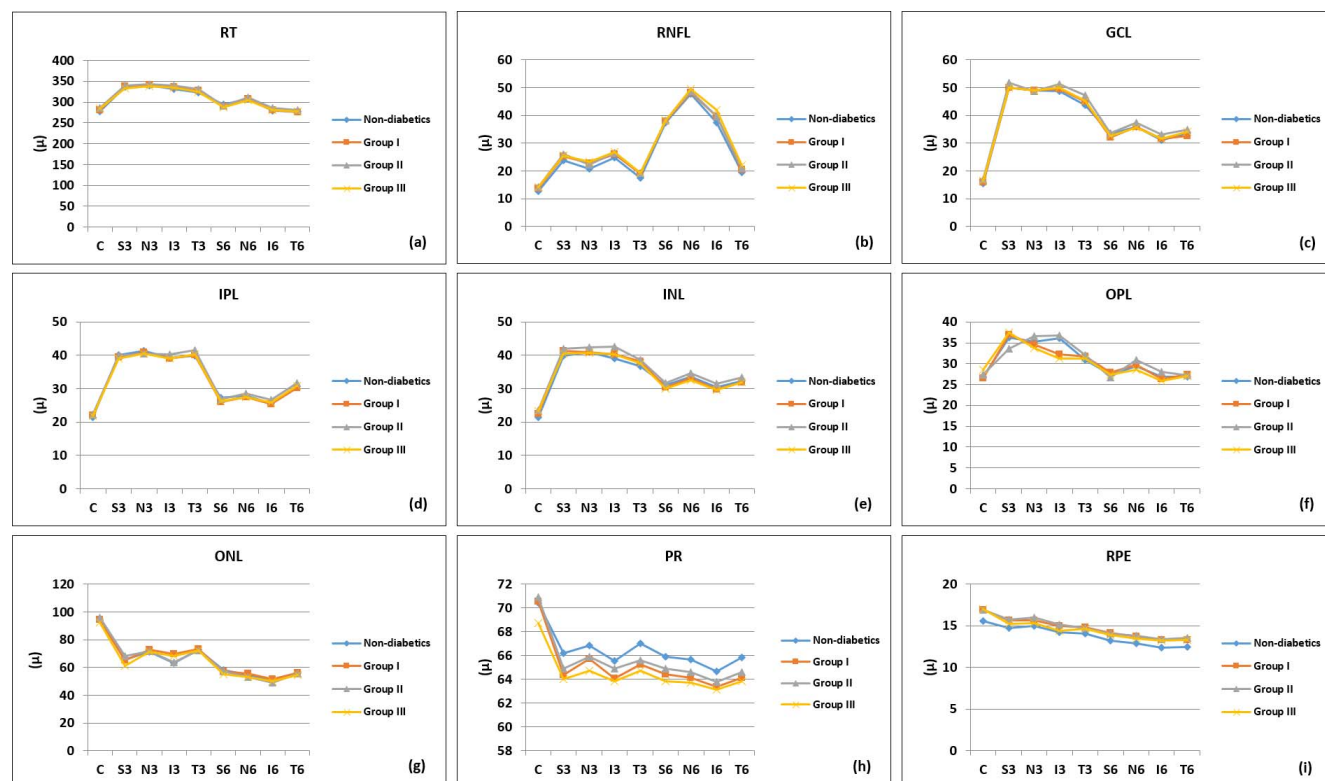 RT
400
350
300
250
200
150
100
50
0
(μ)
C S3 N3 I3 T3 S6 N6 I6 T6
Non-diabetics
Group I
Group II
Group III
(a)
RNFL
60
50
40
30
20
10
0
(μ)
C S3 N3 I3 T3 S6 N6 I6 T6
Non-diabetics
Group I
Group II
Group III
(b)
GCL
60
50
40
30
20
10
0
(μ)
C S3 N3 I3 T3 S6 N6 I6 T6
Non-diabetics
Group I
Group II
Group III
(c)
IPL
50
40
30
20
10
0
(μ)
C S3 N3 I3 T3 S6 N6 I6 T6
Non-diabetics
Group I
Group II
Group III
(d)
INL
50
40
30
20
10
0
(μ)
C S3 N3 I3 T3 S6 N6 I6 T6
Non-diabetics
Group I
Group II
Group III
(e)
OPL
40
35
30
25
20
15
10
5
0
(μ)
C S3 N3 I3 T3 S6 N6 I6 T6
Non-diabetics
Group I
Group II
Group III
(f)
ONL
120
100
80
60
40
20
0
(μ)
C S3 N3 I3 T3 S6 N6 I6 T6
Non-diabetics
Group I
Group II
Group III
(g)
PR
72
70
68
66
64
62
60
58
(μ)
C S3 N3 I3 T3 S6 N6 I6 T6
Non-diabetics
Group I
Group II
Group III
(h)
RPE
20
15
10
5
0
(μ)
C S3 N3 I3 T3 S6 N6 I6 T6
Non-diabetics
Group I
Group II
Group III
(i)